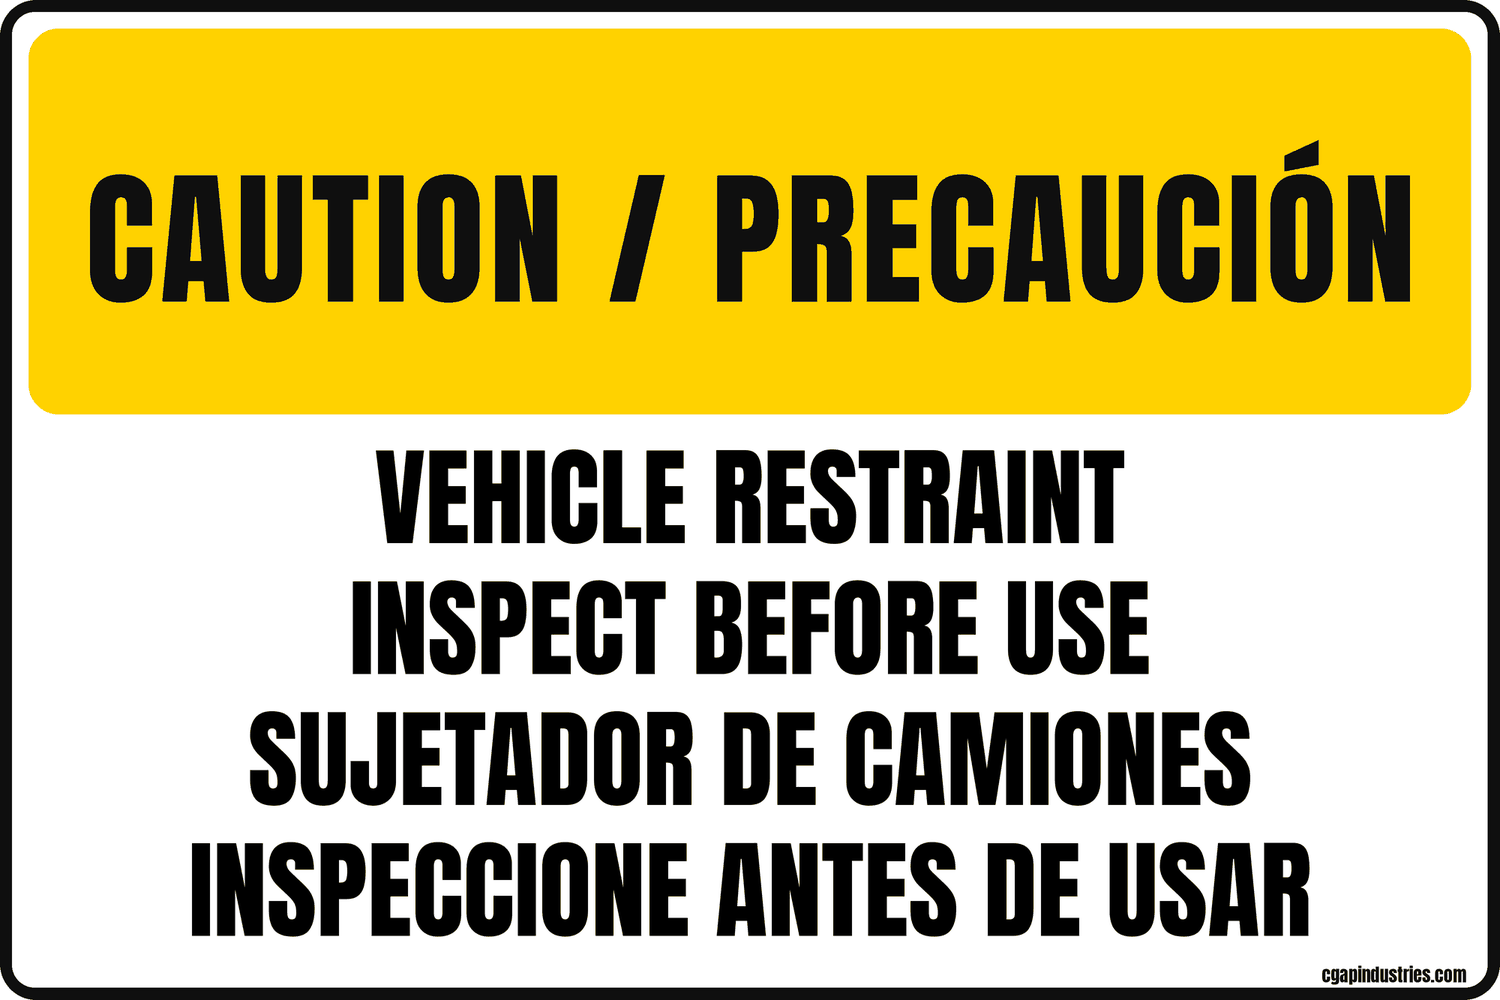 CAUTION / PRECAUCIÓN
VEHICLE RESTRAINT
INSPECT BEFORE USE
SUJETADOR DE CAMIONES
INSPECCIONE ANTES DE USAR
cgapindustries.com